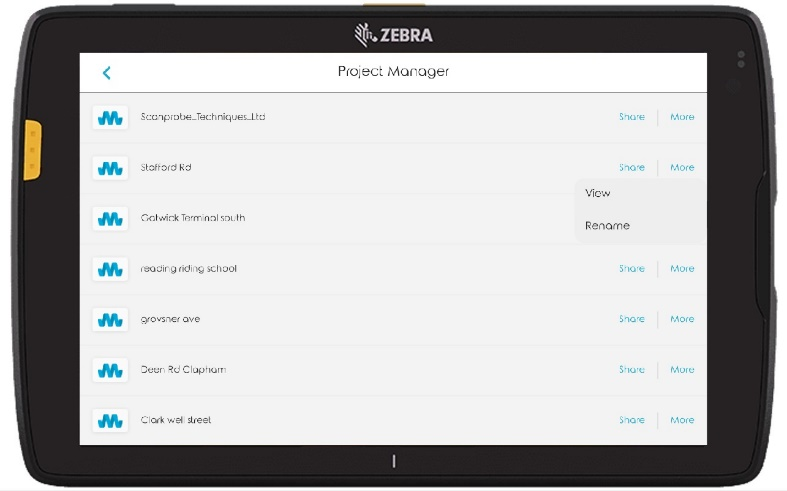 ZEBRA
Project Manager
Scanprobe_Techniques_Ltd Share More
Stafford Rd Share More
View
Gatwick Terminal south
Rename
reading riding school Share More
grovsner ave Share More
Deen Rd Clapham Share More
Clark well street Share More